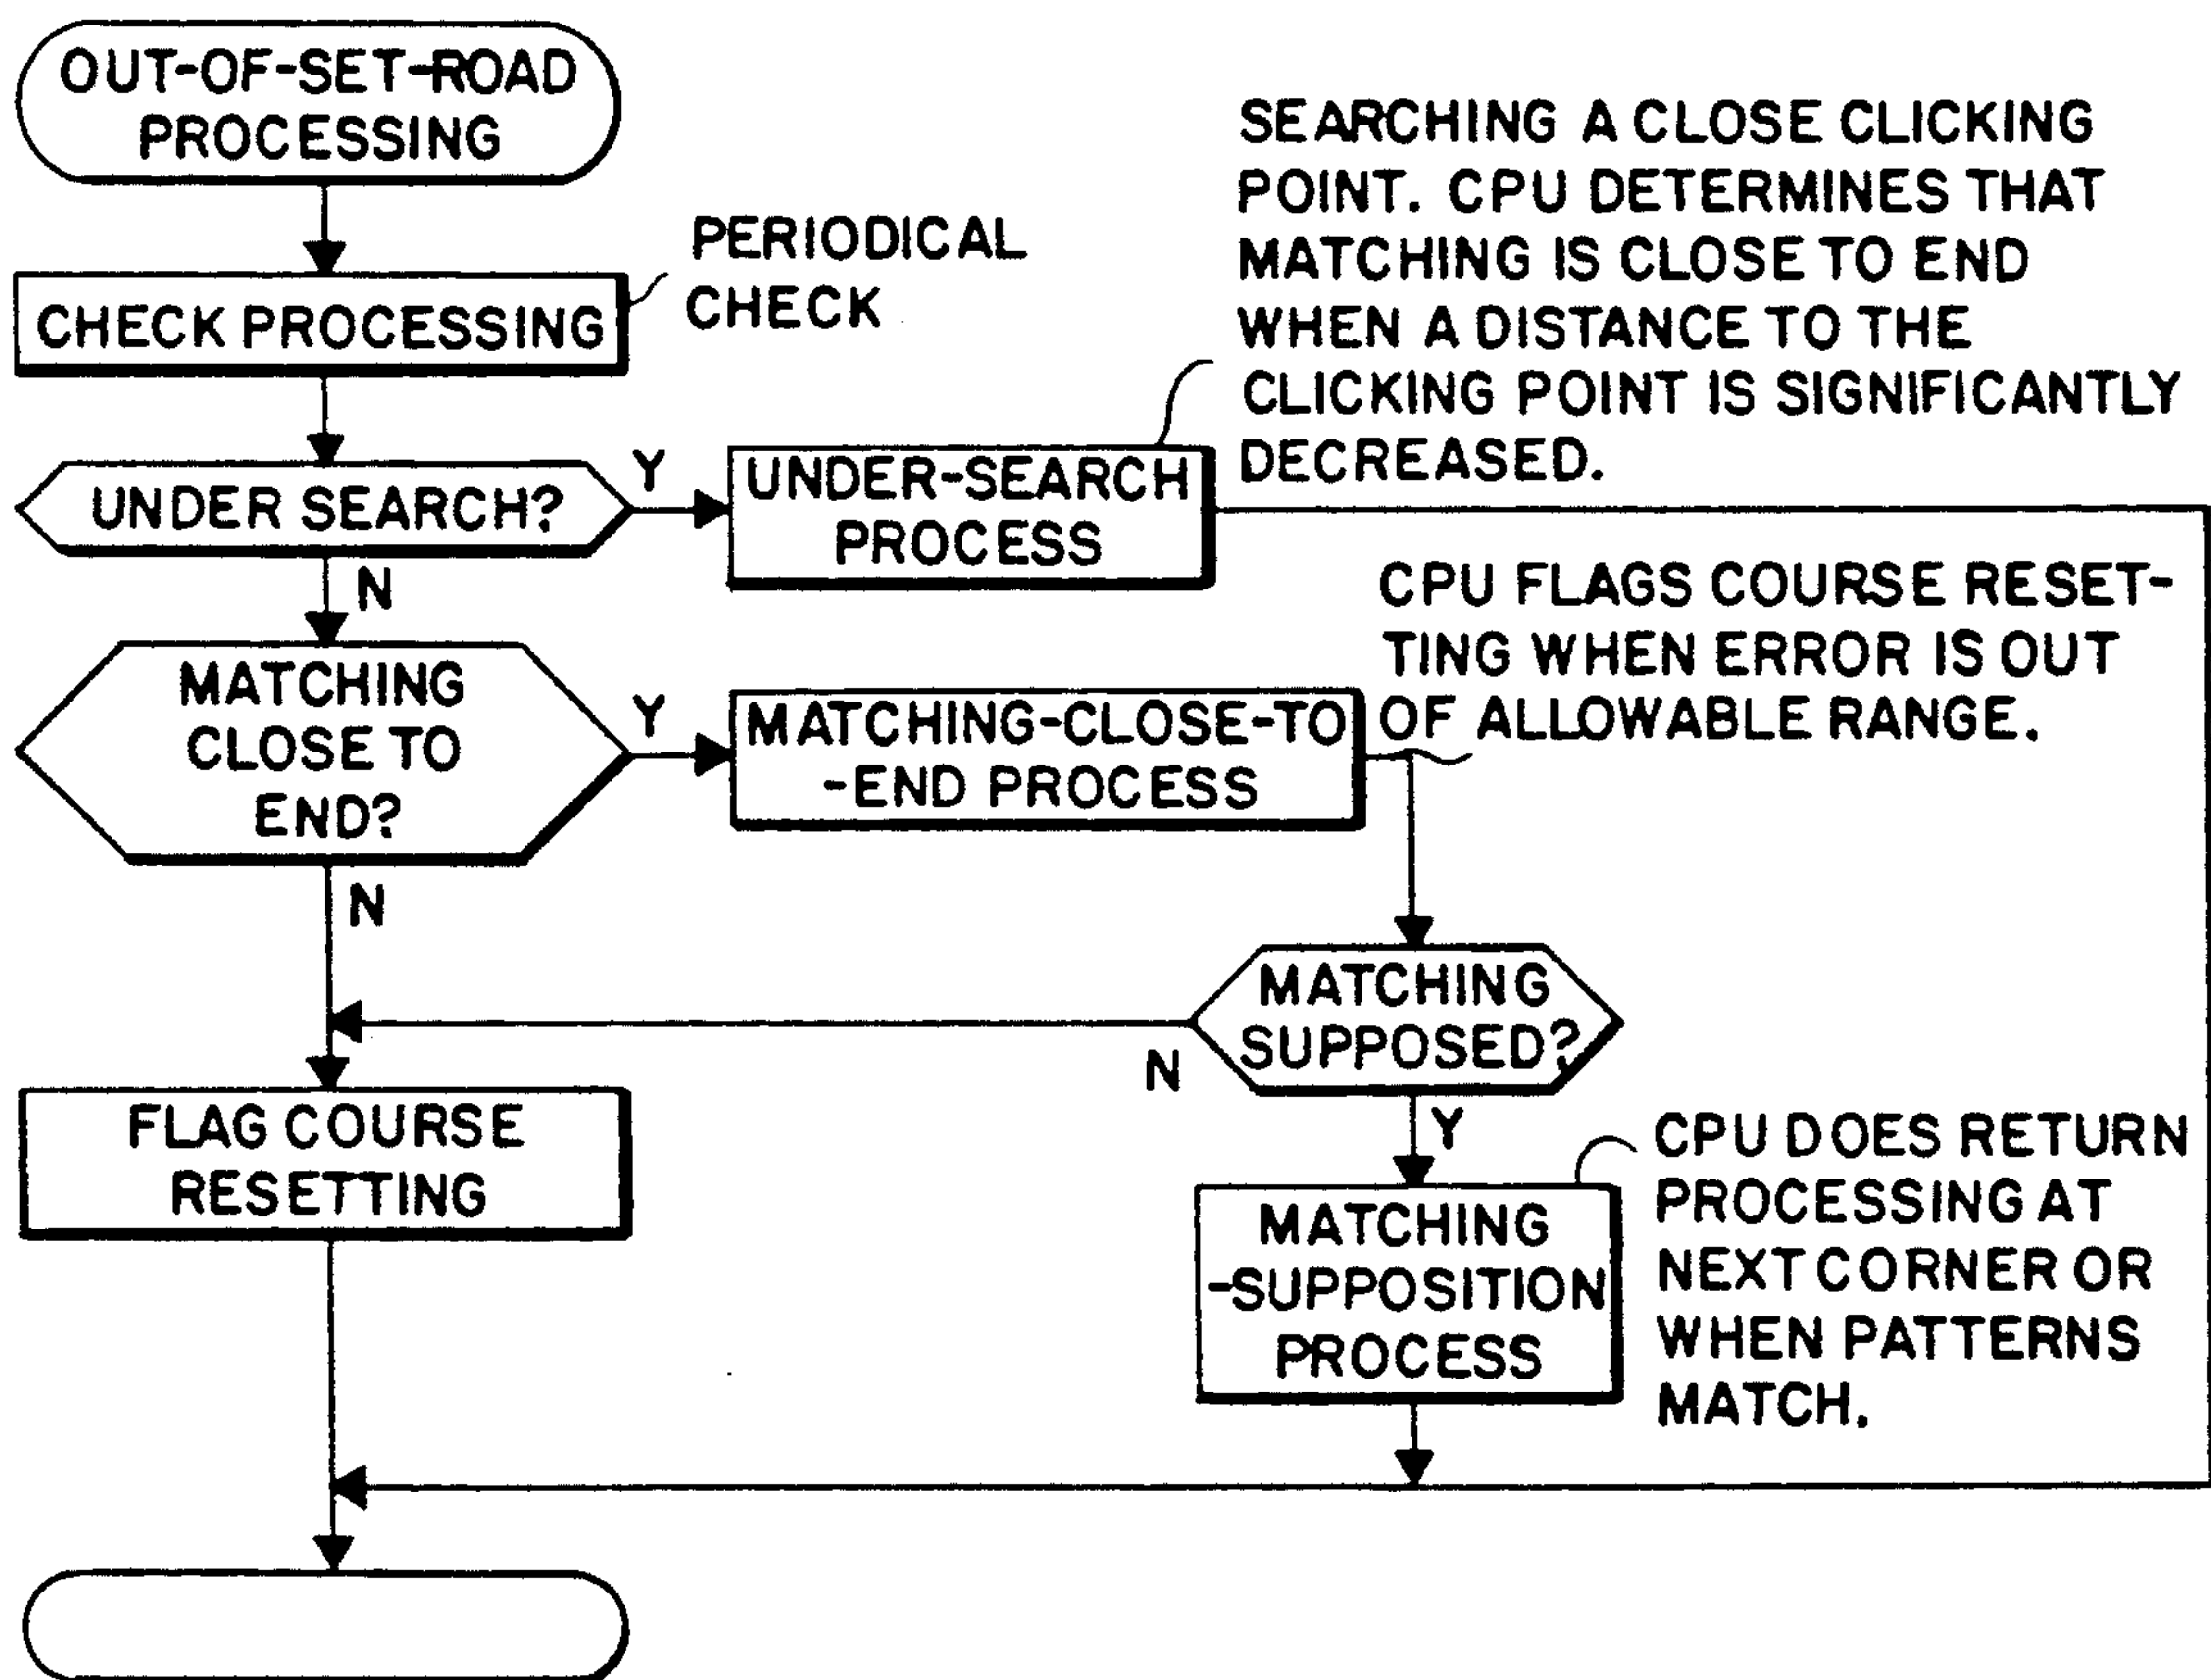 OUT-OF-SET-ROAD
PROCESSING
CHECK PROCESSING
PERIODICAL
CHECK
SEARCHING A CLOSE CLICKING
POINT. CPU DETERMINES THAT
MATCHING IS CLOSE TO END
WHEN A DISTANCE TO THE
CLICKING POINT IS SIGNIFICANTLY
DECREASED.
UNDER SEARCH?
Y
UNDER-SEARCH
PROCESS
N
MATCHING
CLOSE TO
END?
Y
MATCHING-CLOSE-TO
-END PROCESS
CPU FLAGS COURSE RESET-
TING WHEN ERROR IS OUT
OF ALLOWABLE RANGE.
N
MATCHING
SUPPOSED?
N
Y
FLAG COURSE
RESETTING
MATCHING
-SUPPOSITION
PROCESS
CPU DOES RETURN
PROCESSING AT
NEXT CORNER OR
WHEN PATTERNS
MATCH.